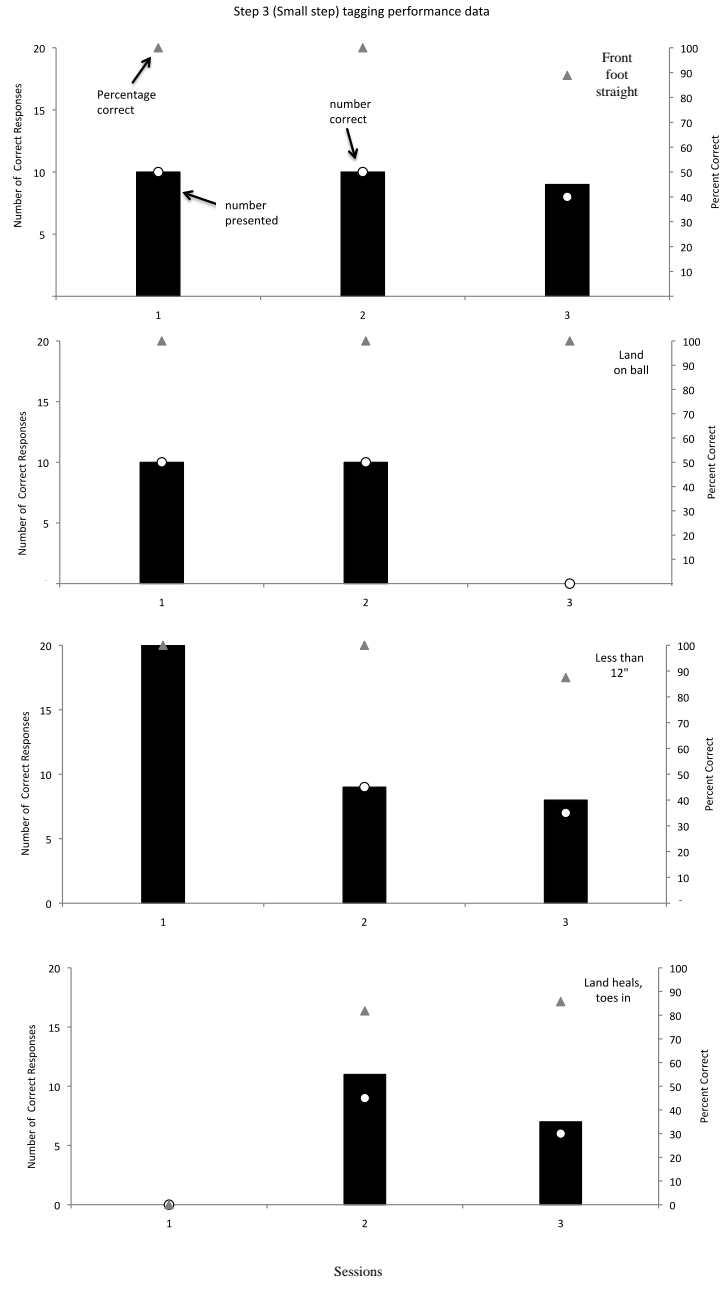 Step 3 (Small step) tagging performance data
20
15
10
5
Number of Correct Responses
Percentage
correct
number
correct
number
presented
Front
foot
straight
100
90
80
70
60
50
40
30
20
10
Percent Correct
1 2 3
20
15
10
5
Number of Correct Responses
Land
on ball
100
90
80
70
60
50
40
30
20
10
Percent Correct
1 2 3
20
15
10
5
0
Number of Correct Responses
Less than
12"
100
90
80
70
60
50
40
30
20
10
-
Percent Correct
1 2 3
20
15
10
5
0
Number of Correct Responses
Land heals,
toes in
100
90
80
70
60
50
40
30
20
10
0
Percent Correct
1 2 3
Sessions